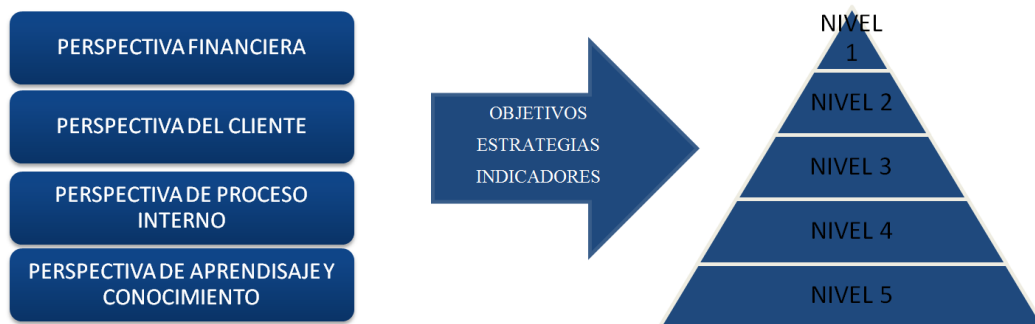 PERSPECTIVA FINANCIERA
PERSPECTIVA DEL CLIENTE
PERSPECTIVA DE PROCESO
INTERNO
PERSPECTIVA DE APRENDISAJE Y
CONOCIMIENTO
OBJETIVOS
ESTRATEGIAS
INDICADORES
NIVEL
1
NIVEL 2
NIVEL 3
NIVEL 4
NIVEL 5